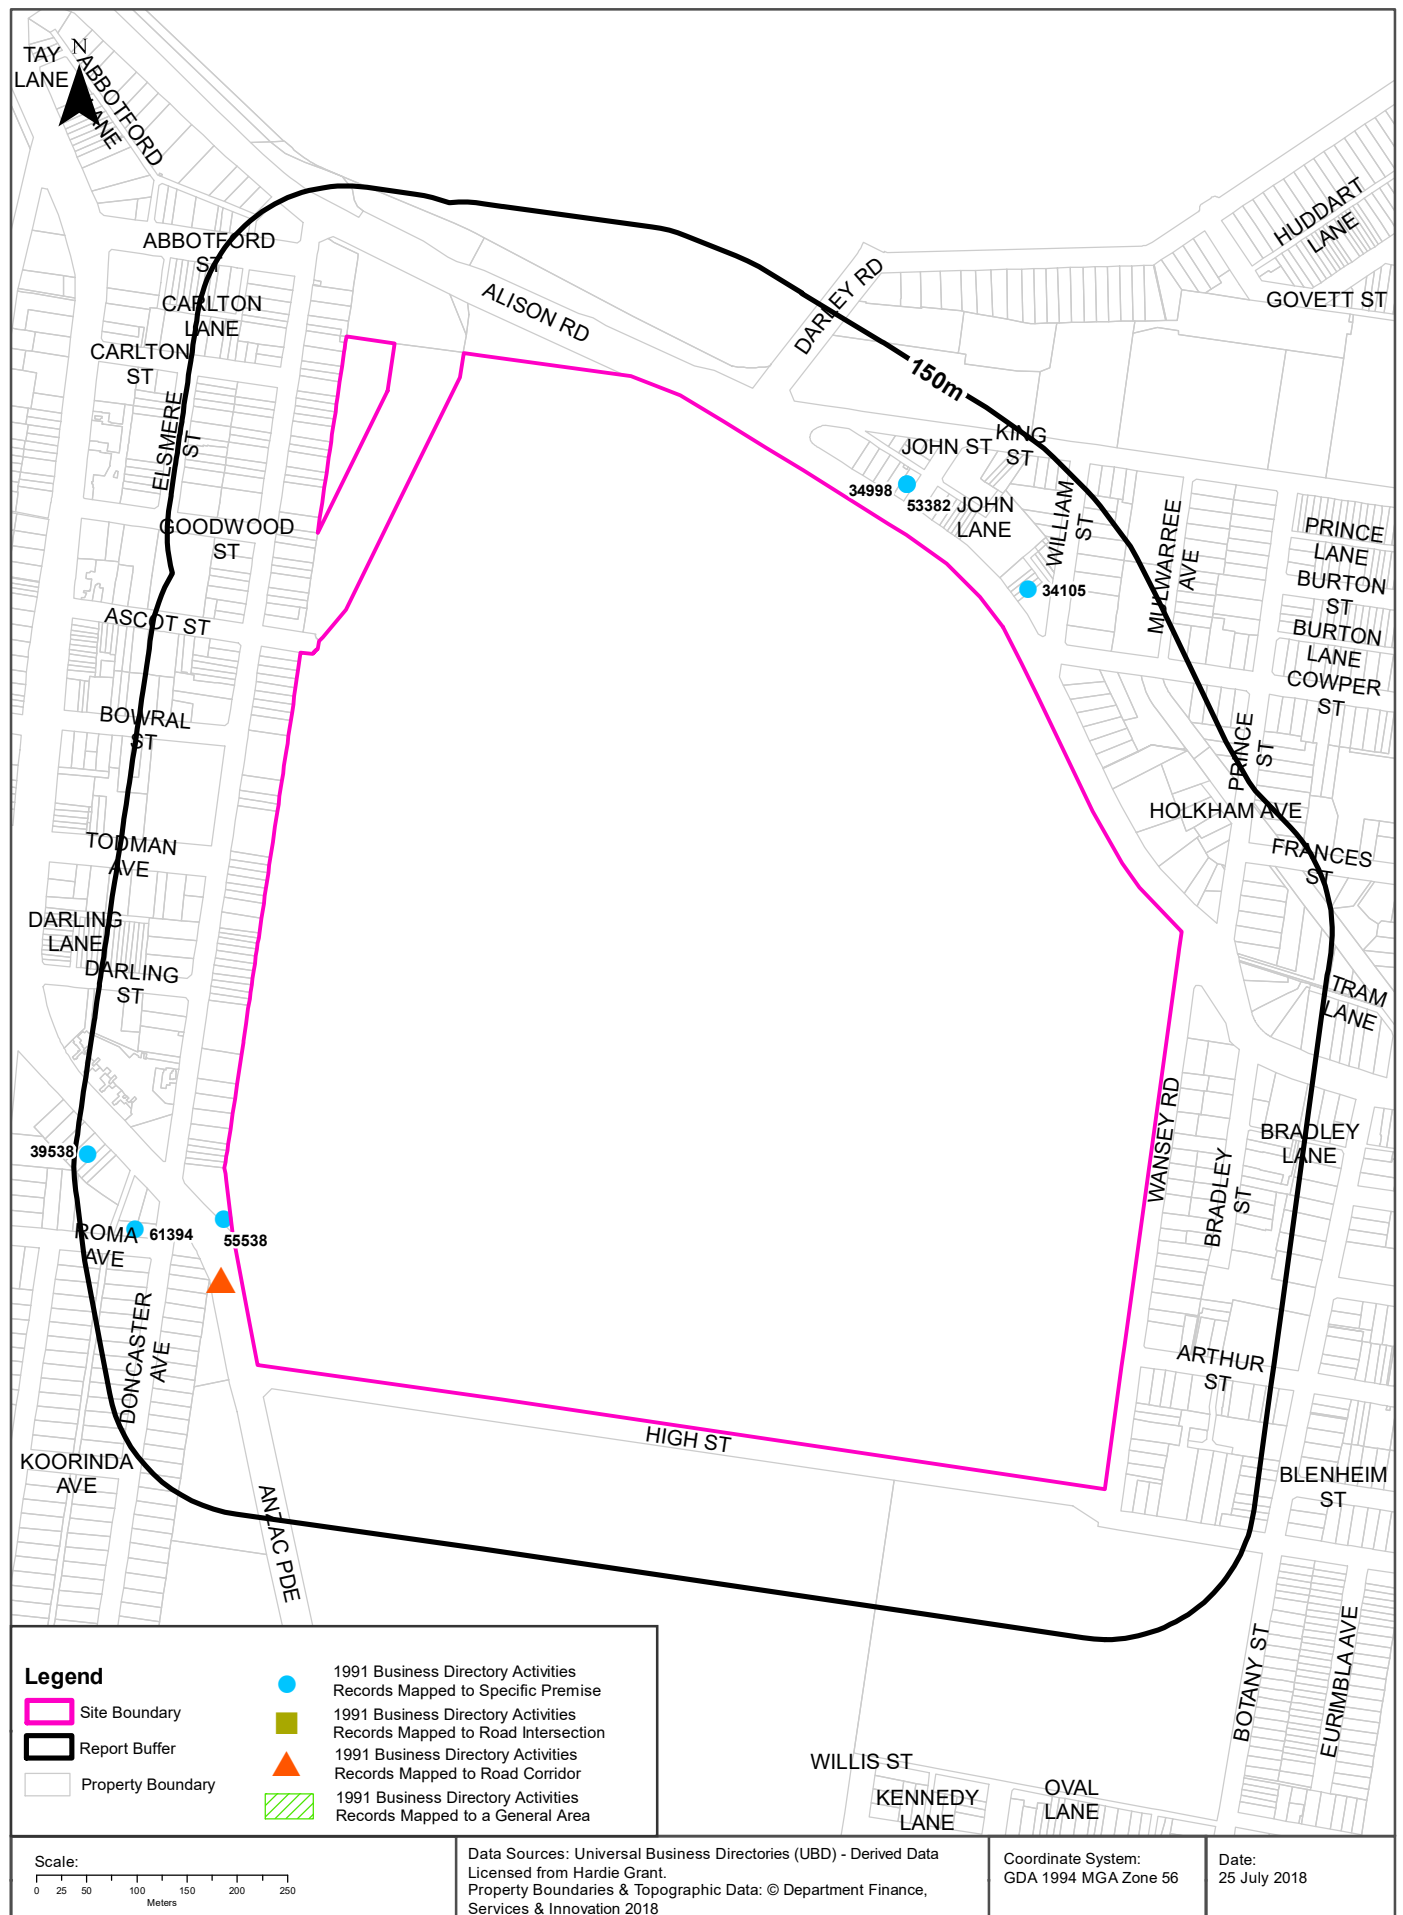 TAY
LANE
N
ABBOTFORD
LANE
HUDDART
LANE
ABBOTFORD
ST
DARLEY RD
GOVETT ST
ALISON RD
CARLTON
LANE
CARLTON
ST
150m
ELSMERE
ST
KING
ST
JOHN ST
34998
53382
JOHN
LANE
WILLIAM
ST
MULWARREE
AVE
GOODWOOD
ST
PRINCE
LANE
BURTON
ST
34105
ASCOT ST
BURTON
LANE
COWPER
ST
BOWRAL
ST
PRINCE
ST
HOLKHAM AVE
TODMAN
AVE
FRANCES
ST
DARLING
LANE
DARLING
ST
TRAM
LANE
WANSEY RD
BRADLEY
LANE
39538
BRADLEY
ST
ROMA
AVE
61394
55538
DONCASTER
AVE
ARTHUR
ST
HIGH ST
KOORINDA
AVE
BLENHEIM
ST
ANZAC PDE
BOTANY ST
EURIMBLA AVE
WILLIS ST
KENNEDY
LANE
OVAL
LANE
Legend
Site Boundary
Report Buffer
Property Boundary
1991 Business Directory Activities
Records Mapped to Specific Premise
1991 Business Directory Activities
Records Mapped to Road Intersection
1991 Business Directory Activities
Records Mapped to Road Corridor
1991 Business Directory Activities
Records Mapped to a General Area
Scale:
0 25 50 100 150 200 250
Meters
Data Sources: Universal Business Directories (UBD) - Derived Data
Licensed from Hardie Grant.
Property Boundaries & Topographic Data: © Department Finance,
Services & Innovation 2018
Coordinate System:
GDA 1994 MGA Zone 56
Date:
25 July 2018